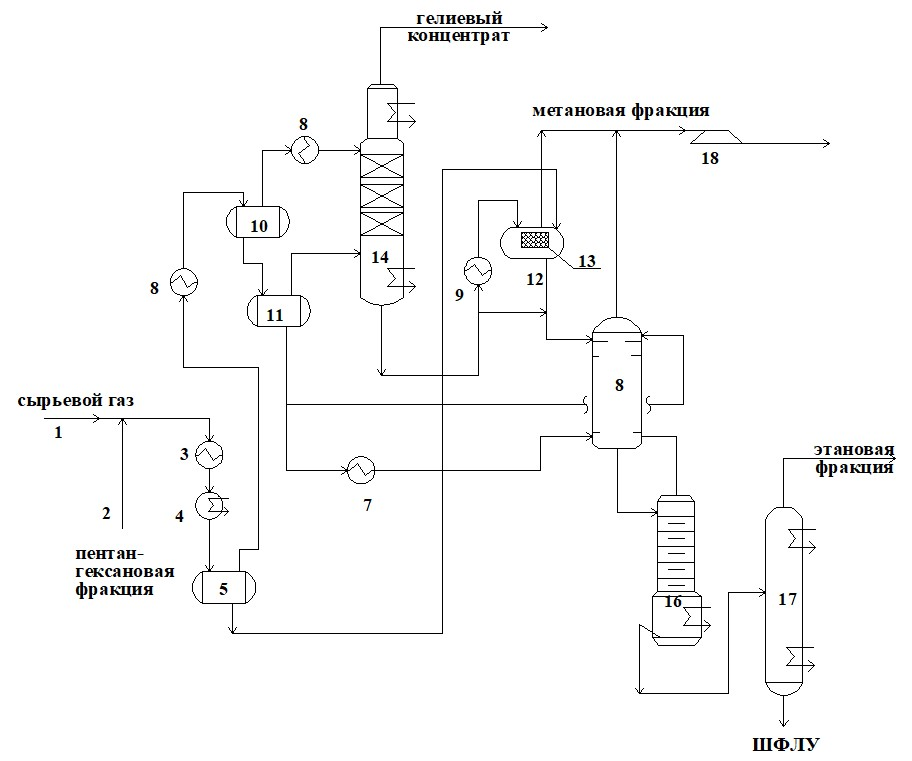 гелиевый
концентрат
метановая фракция
18
8
10
14
13
12
8
9
11
8
сырьевой газ
1
3
7
4
2
этановая
фракция
пентан-
гексановая
фракция
5
16
17
ШФЛУ